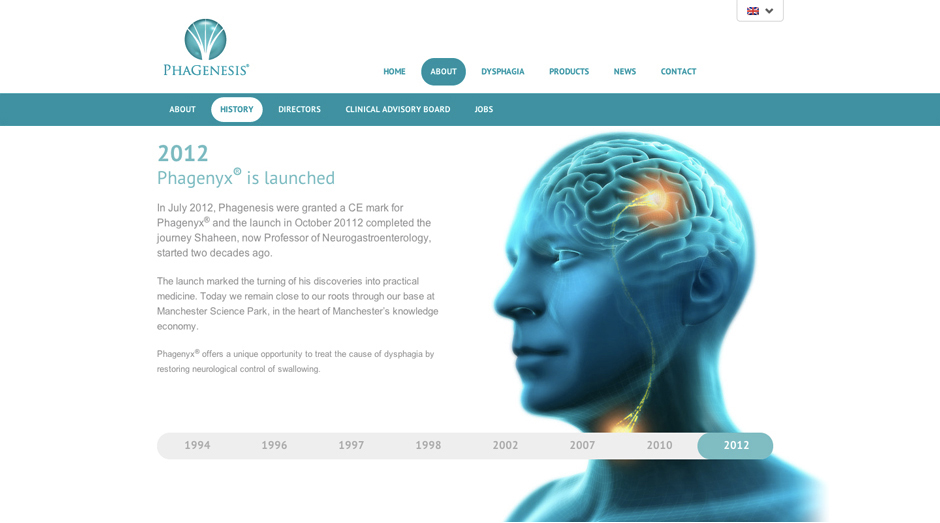 PHAGENESIS®
HOME ABOUT DYSPHAGIA PRODUCTS NEWS CONTACT
ABOUT HISTORY DIRECTORS CLINICAL ADVISORY BOARD JOBS
2012
Phagenyx® is launched
In July 2012, Phagenesis were granted a CE mark for
Phagenyx® and the launch in October 20112 completed the
journey Shaheen, now Professor of Neurogastroenterology,
started two decades ago.
The launch marked the turning of his discoveries into practical
medicine. Today we remain close to our roots through our base at
Manchester Science Park, in the heart of Manchester's knowledge
economy.
Phagenyx® offers a unique opportunity to treat the cause of dysphagia by
restoring neurological control of swallowing.
1994 1996 1997 1998 2002 2007 2010 2012